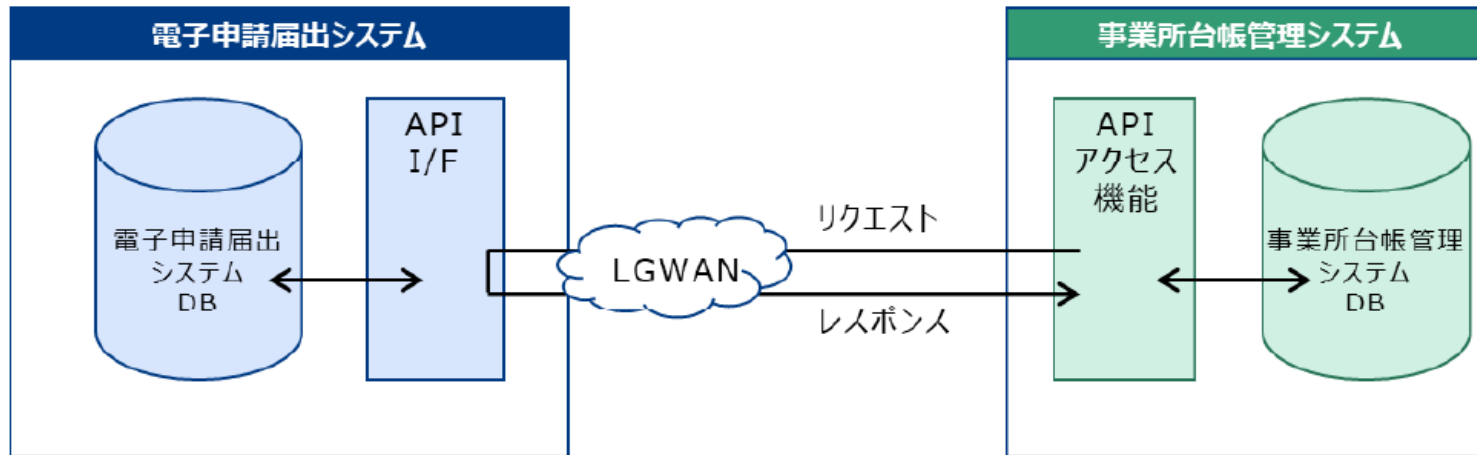 電子申請届出システム
事業所台帳管理システム
API
I/F
API
アクセス
機能
電子申請届出
システム
DB
LGWAN
リクエスト
レスポンス
事業所台帳管理
システム
DB